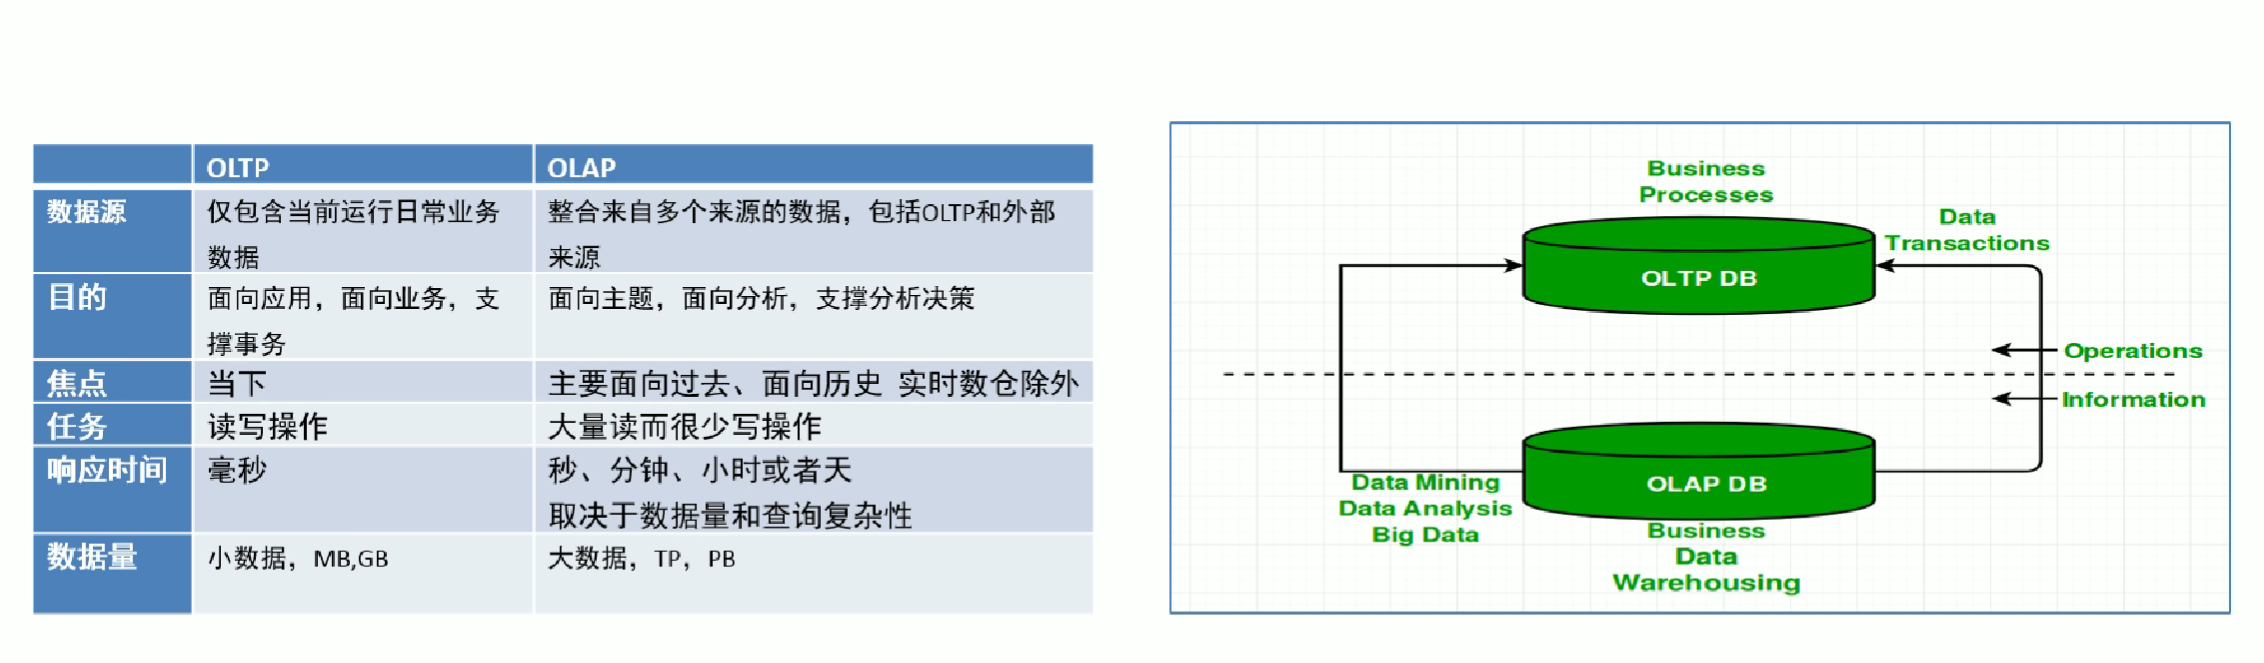 OLTP OLAP
数据源 仅包含当前运行日常业务 整合来自多个来源的数据，包括OLTP和外部
数据 来源
目的 面向应用，面向业务，支 面向主题，面向分析，支撑分析决策
撑事务
焦点 当下 主要面向过去、面向历史 实时数仓除外
任务 读写操作 大量读而很少写操作
响应时间 毫秒 秒、分钟、小时或者天
取决于数据量和查询复杂性
数据量 小数据，MB,GB 大数据，TP，PB
Business
Processes
Data
Transactions
OLTP DB
Operations
Information
OLAP DB
Data Mining
Data Analysis
Big Data
Business
Data
Warehousing